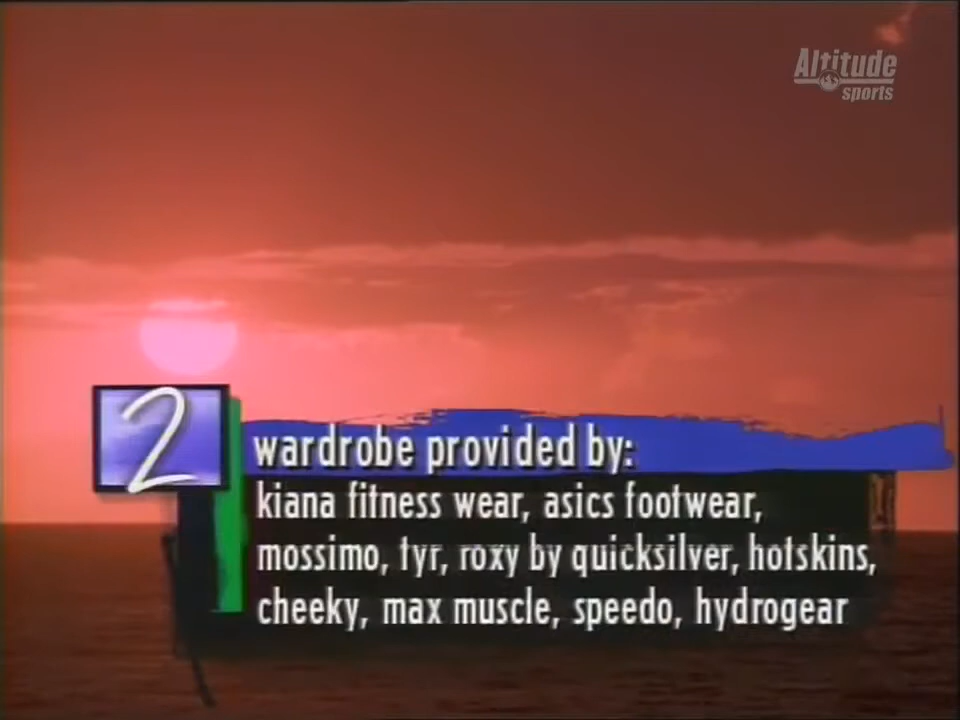 Altitude
sports
2
wardrobe provided by:
kiana fitness wear, asics footwear,
mossimo, tyr, roxy by quicksilver, hotskins,
cheeky, max muscle, speedo, hydrogear